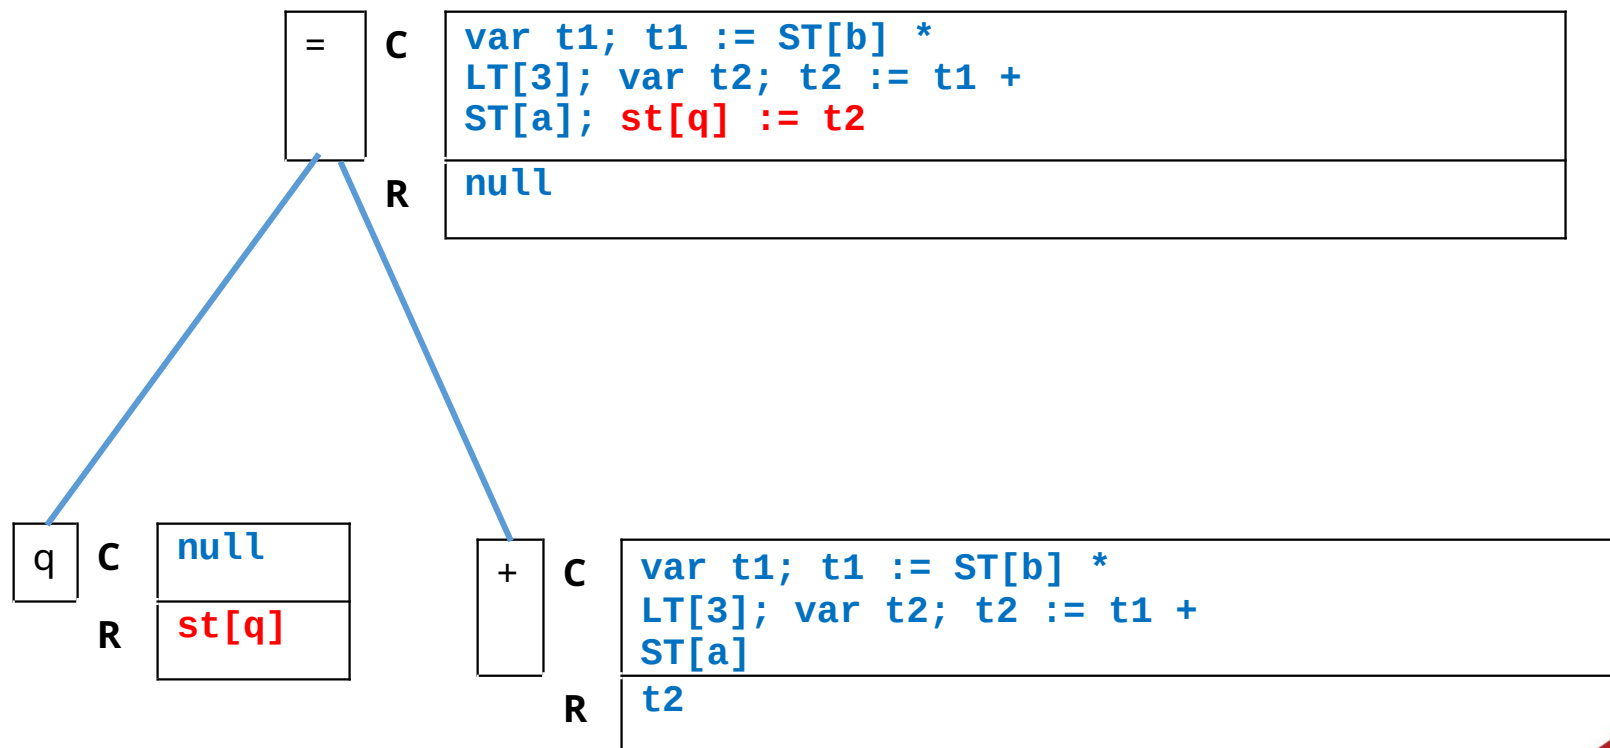 =
C
var t1; t1 := ST[b] *
LT[3]; var t2; t2 := t1 +
ST[a]; st[q] := t2
R
null
q
C
null
R
st[q]
+
C
var t1; t1 := ST[b] *
LT[3]; var t2; t2 := t1 +
ST[a]
R
t2